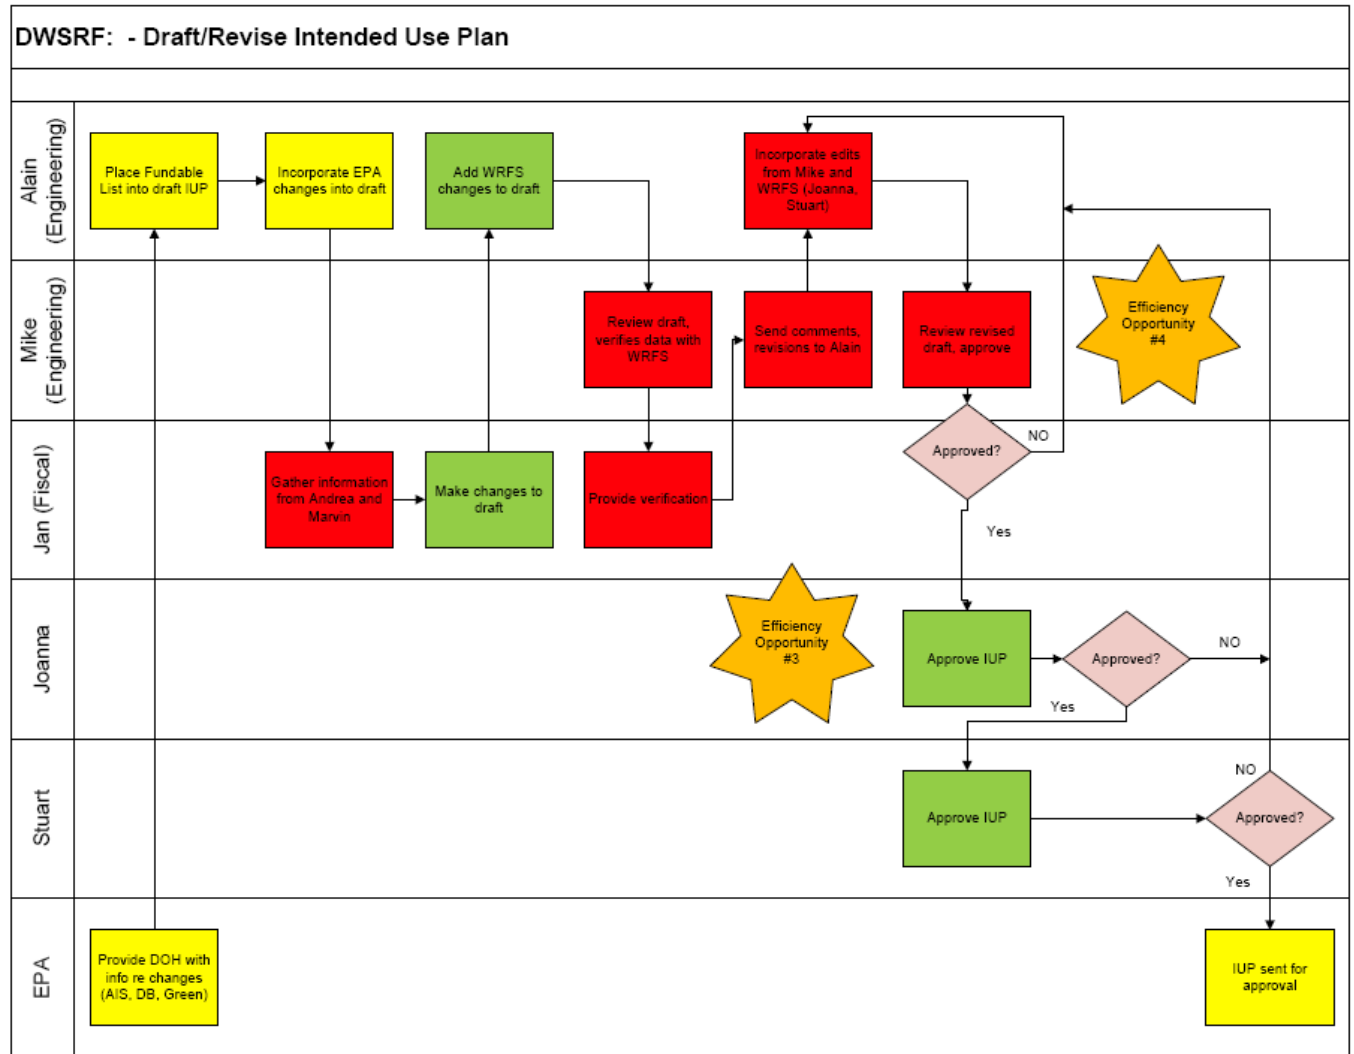 DWSRF:  - Draft/Revise Intended Use Plan
Alain
(Engineering)
Place Fundable
List into draft IUP
Incorporate EPA
changes into draft
Add WRFS
changes to draft
Incorporate edits
from Mike and
WRFS (Joanna,
Stuart)
Mike
(Engineering)
Review draft,
verifies data with
WRFS
Send comments,
revisions to Alain
Review revised
draft, approve
Efficiency
Opportunity
#4
Jan (Fiscal)
Gather information
from Andrea and
Marvin
Make changes to
draft
Provide verification
Approved?
NO
Yes
Joanna
Efficiency
Opportunity
#3
Approve IUP
Approved?
NO
Yes
Stuart
Approve IUP
Approved?
NO
Yes
EPA
Provide DOH with
info re changes
(AIS, DB, Green)
IUP sent for
approval